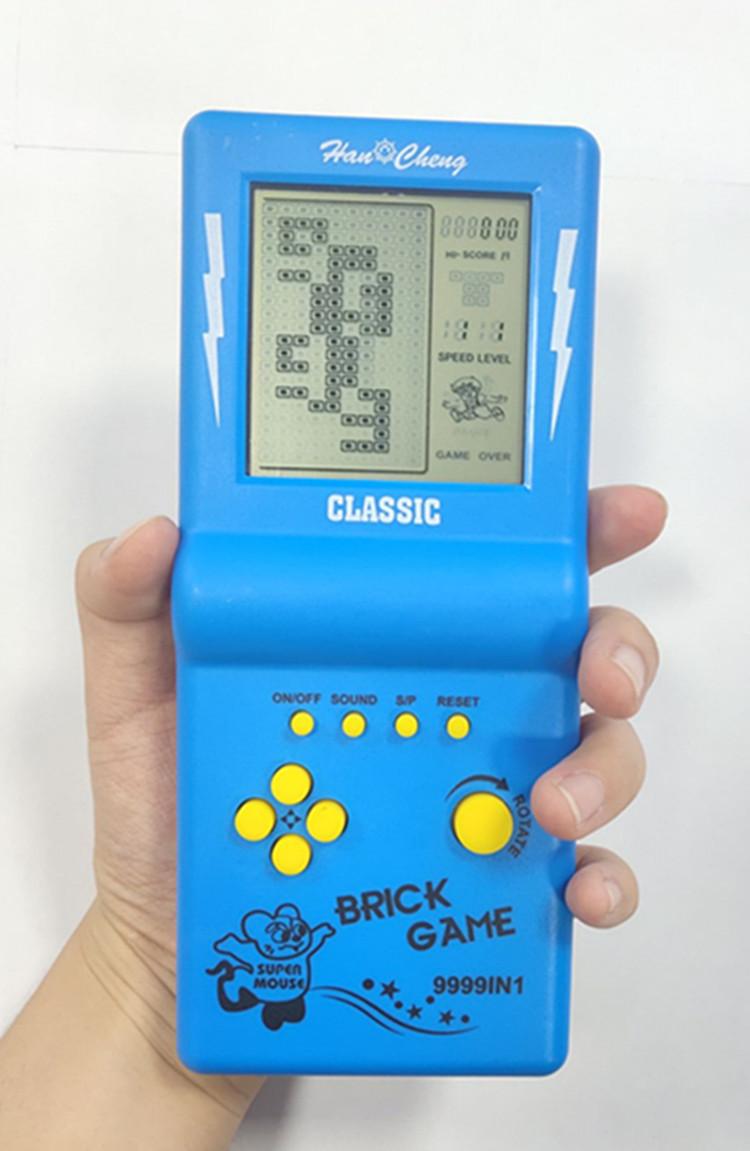 Han Cheng
HI- SCORE
SPEED LEVEL
GAME OVER
CLASSIC
ON/OFF SOUND S/P RESET
ROTATE
BRICK
GAME
SUPER
MOUSE
9999IN1